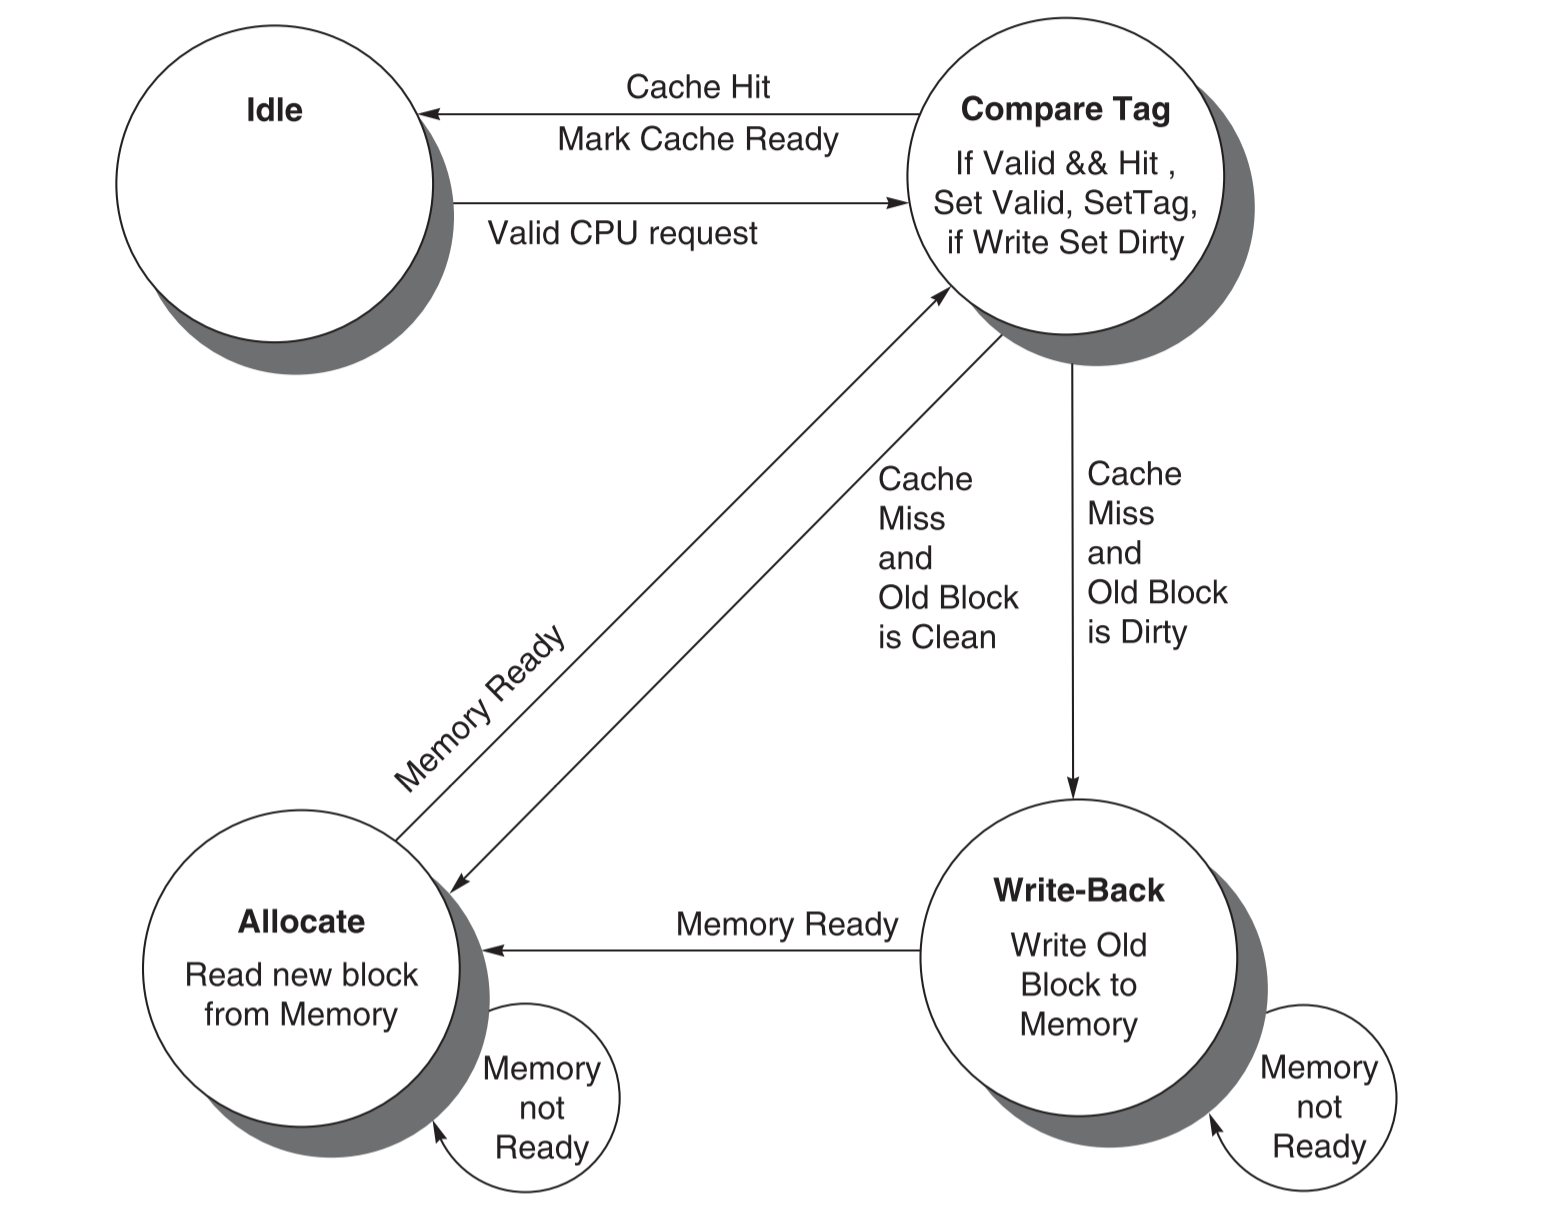 Idle
Cache Hit
Mark Cache Ready
Valid CPU request
Compare Tag
If Valid && Hit ,
Set Valid, SetTag,
if Write Set Dirty
Cache
Miss
and
Old Block
is Clean
Cache
Miss
and
Old Block
is Dirty
Memory Ready
Allocate
Read new block
from Memory
Memory
not
Ready
Memory Ready
Write-Back
Write Old
Block to
Memory
Memory
not
Ready